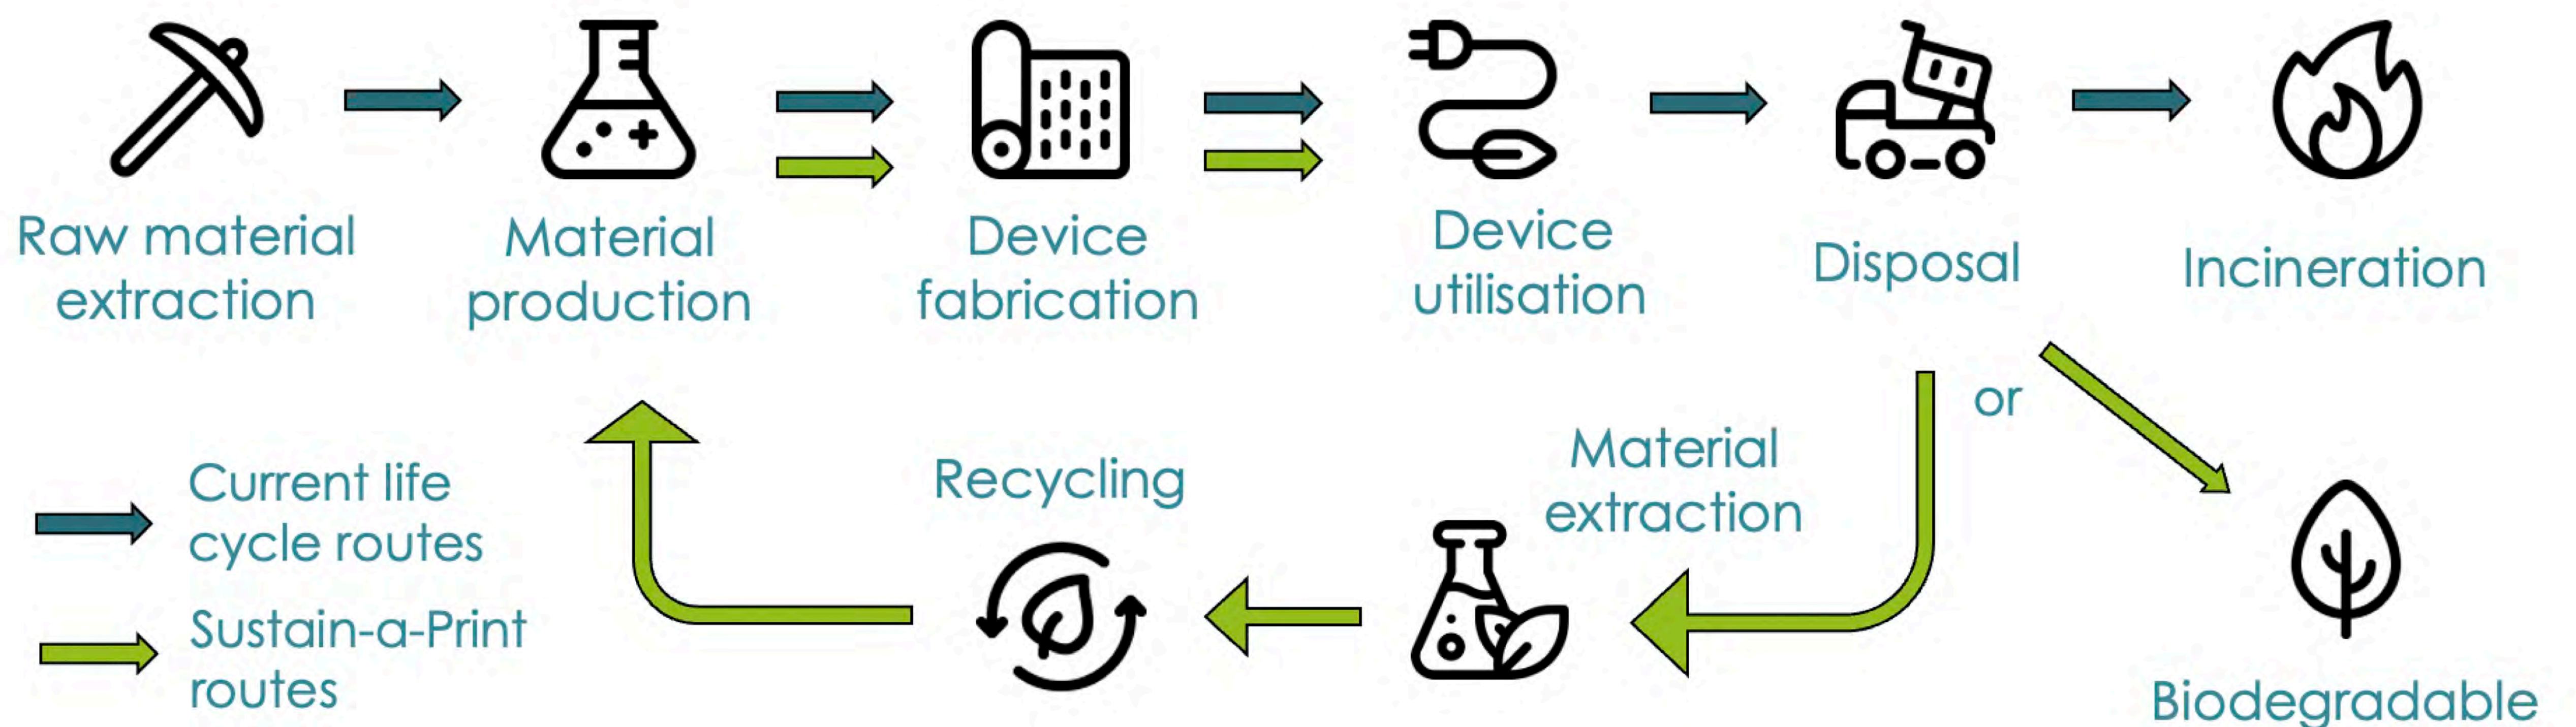 Raw material
extraction
Material
production
Device
fabrication
Device
utilisation
Disposal
Incineration
or
Material
extraction
Recycling
Current life
cycle routes
Sustain-a-Print
routes
Biodegradable